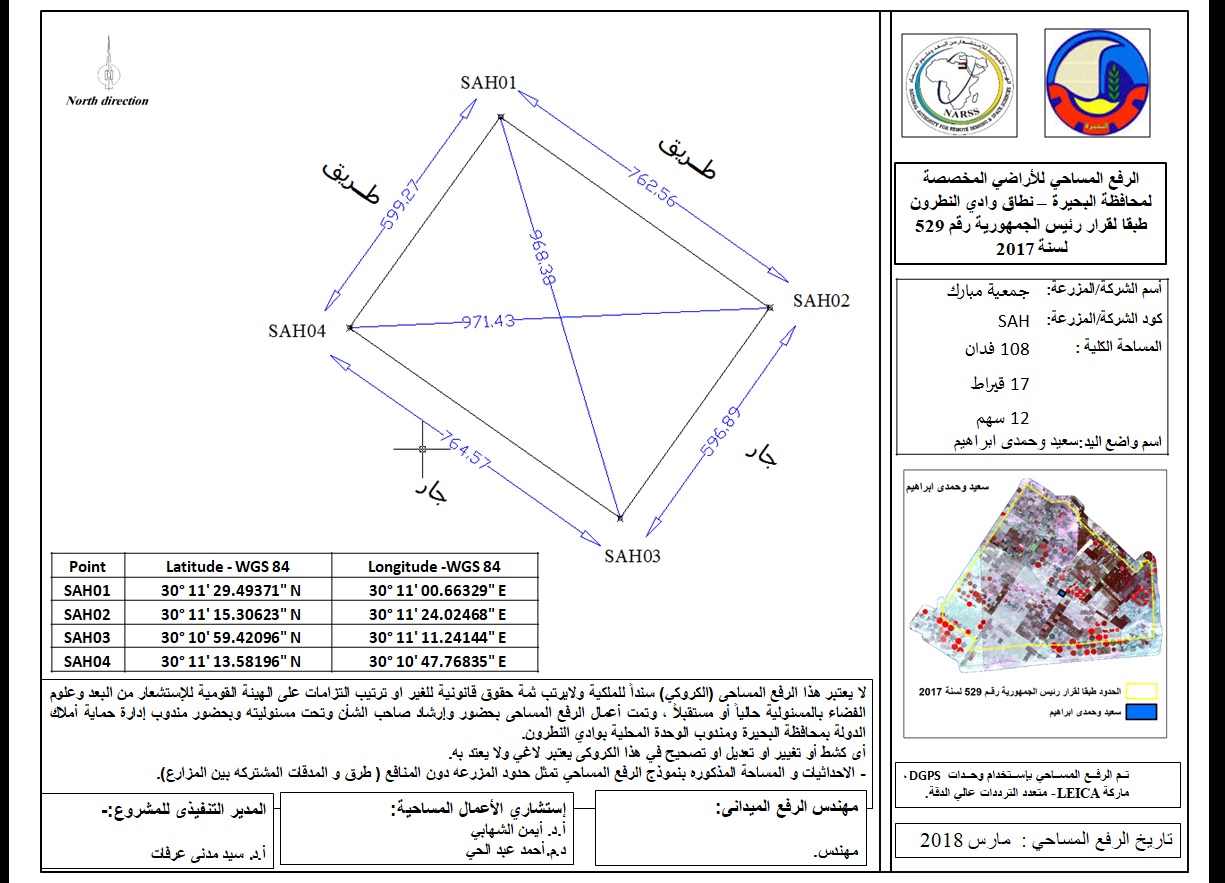 North direction
SAH01
طريق
طريق
599.27
762.56
968.38
971.43
SAH02
SAH04
596.89
764.57
جار
جار
SAH03
Point Latitude - WGS 84 Longitude -WGS 84
SAH01 30° 11' 29.49371" N 30° 11' 00.66329" E
SAH02 30° 11' 15.30623" N 30° 11' 24.02468" E
SAH03 30° 10' 59.42096" N 30° 11' 11.24144" E
SAH04 30° 11' 13.58196" N 30° 10' 47.76835" E
لا يعتبر هذا الرفع المساحى (الكروكي) سنداً للملكية ولايرتب ثمة حقوق قانونية للغير او ترتيب التزامات على الهيئة القومية للإستشعار من البعد وعلوم
الفضاء بالمسئولية حالياً أو مستقبلاً ، وتمت أعمال الرفع المساحى بحضور وإرشاد صاحب الشأن وتحت مسئوليته وبحضور مندوب إدارة حماية أملاك
الدولة بمحافظة البحيرة ومندوب الوحدة المحلية بوادي النطرون.
أى كشط أو تغيير او تعديل او تصحيح في هذا الكروكى يعتبر لاغي ولا يعتد به.
- الاحداثيات و المساحة المذكوره بنموذج الرفع المساحي تمثل حدود المزرعه دون المنافع ( طرق و المدقات المشتركه بين المزارع).
مهندس الرفع الميدانى:
مهندس.
إستشاري الأعمال المساحية:
أ.د. أيمن الشهابي
د.م.أحمد عبد الحي
المدير التنفيذى للمشروع:-
أ.د. سيد مدنى عرفات
NARSS
NATIONAL AUTHORITY FOR REMOTE SENSING & SPACE SCIENCES
البحيرة
الرفع المساحي للأراضي المخصصة
لمحافظة البحيرة – نطاق وادي النطرون
طبقا لقرار رئيس الجمهورية رقم 529
لسنة 2017
أسم الشركة/المزرعة: جمعية مبارك
كود الشركة/المزرعة: SAH
المساحة الكلية : 108 فدان
17 قيراط
12 سهم
اسم واضع اليد:سعيد وحمدى ابراهيم
سعيد وحمدى ابراهيم
الحدود طبقا لقرار رئيس الجمهورية رقم 529 لسنة 2017
سعيد وحمدى ابراهيم
تم الرفع المساحي بإستخدام وحدات DGPS ،
ماركة LEICA- متعدد الترددات عالي الدقة.
تاريخ الرفع المساحي : مارس 2018